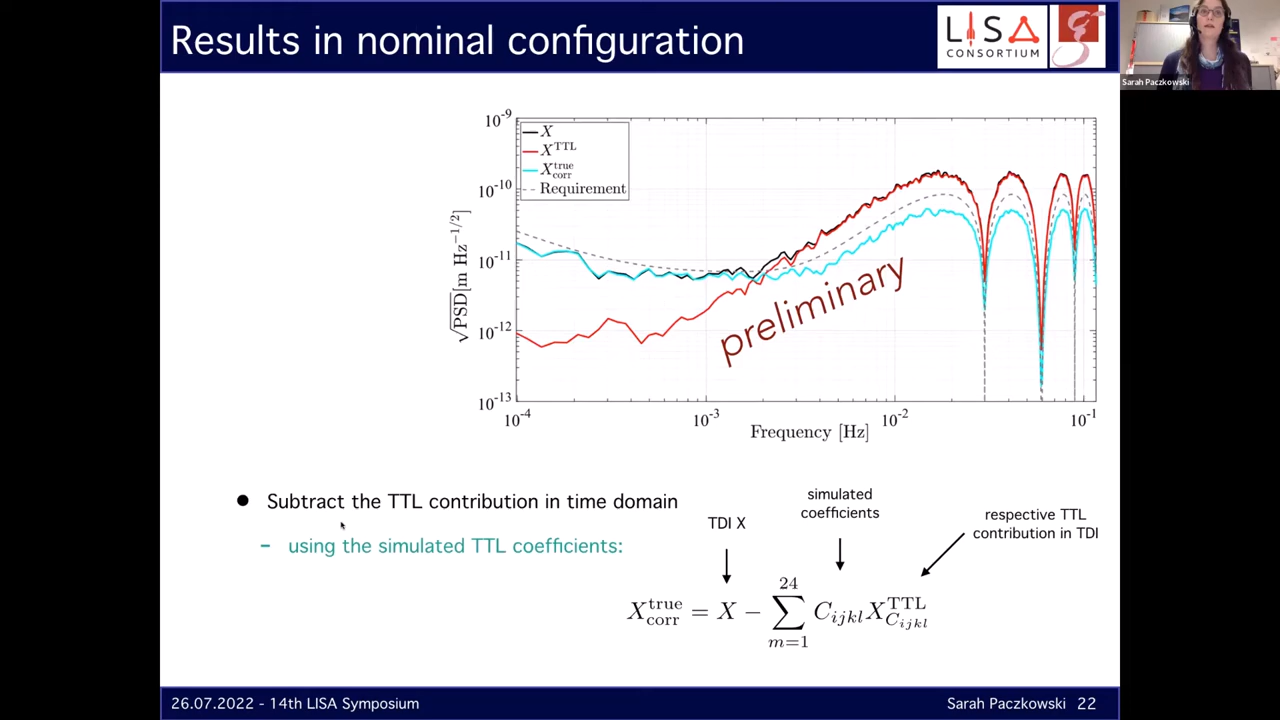 Results in nominal configuration
LISA
CONSORTIUM
Sarah Paczkowski
X
X^TTL
X_corr^true
Requirement
10^-9
10^-10
10^-11
10^-12
10^-13
√PSD[m Hz^-1/2]
preliminary
10^-4
10^-3
10^-2
10^-1
Frequency [Hz]
● Subtract the TTL contribution in time domain
– using the simulated TTL coefficients:
TDI X
simulated
coefficients
respective TTL
contribution in TDI
X_corr^true = X − ∑_{m=1}^{24} C_ijkl X_{C_ijkl}^TTL
26.07.2022 - 14th LISA Symposium
Sarah Paczkowski 22